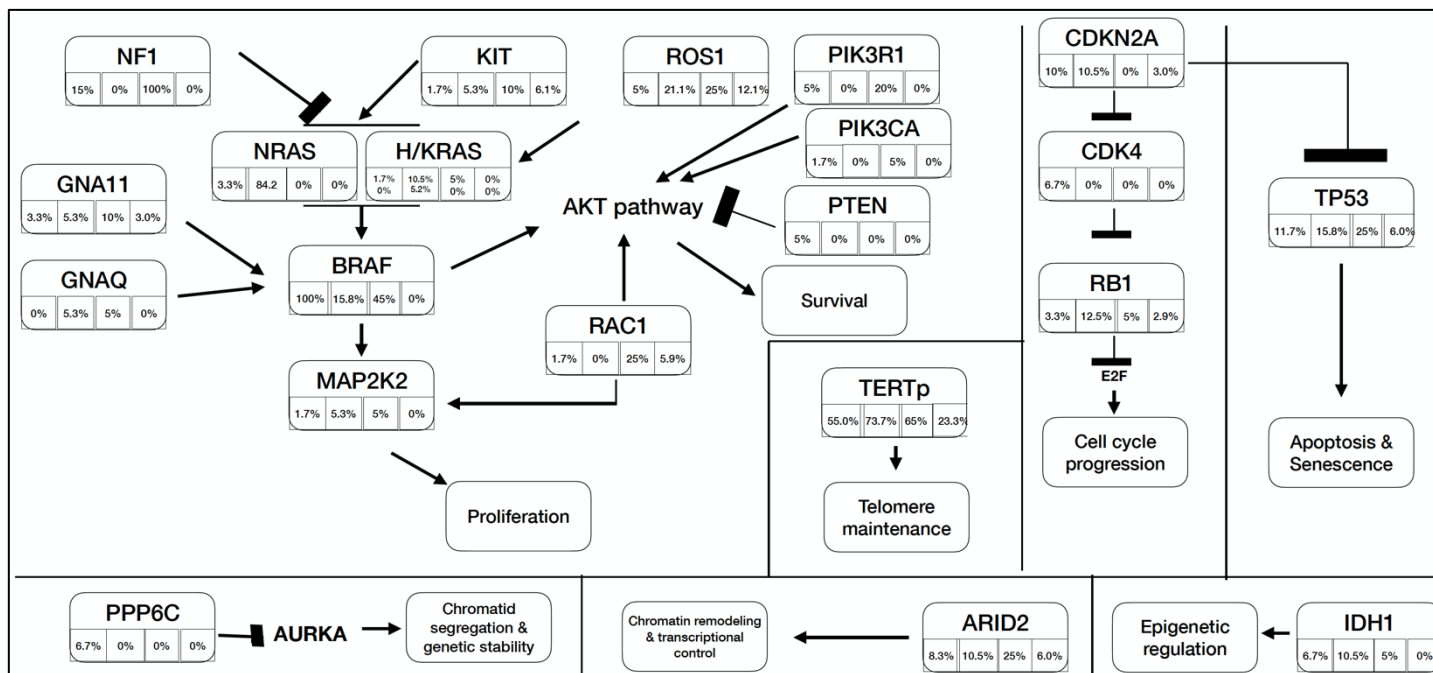 NF1
15% 0% 100% 0%
KIT
1.7% 5.3% 10% 6.1%
ROS1
5% 21.1% 25% 12.1%
PIK3R1
5% 0% 20% 0%
PIK3CA
1.7% 0% 5% 0%
PTEN
5% 0% 0% 0%
NRAS
3.3% 84.2 0% 0%
H/KRAS
1.7% 10.5% 5% 0%
0% 5.2% 0% 0%
GNA11
3.3% 5.3% 10% 3.0%
GNAQ
0% 5.3% 5% 0%
BRAF
100% 15.8% 45% 0%
AKT pathway
Survival
RAC1
1.7% 0% 25% 5.9%
MAP2K2
1.7% 5.3% 5% 0%
Proliferation
TERTp
55.0% 73.7% 65% 23.3%
Telomere
maintenance
CDKN2A
10% 10.5% 0% 3.0%
CDK4
6.7% 0% 0% 0%
RB1
3.3% 12.5% 5% 2.9%
E2F
Cell cycle
progression
TP53
11.7% 15.8% 25% 6.0%
Apoptosis &
Senescence
PPP6C
6.7% 0% 0% 0%
AURKA
Chromatid
segregation &
genetic stability
Chromatin remodeling
& transcriptional
control
ARID2
8.3% 10.5% 25% 6.0%
Epigenetic
regulation
IDH1
6.7% 10.5% 5% 0%